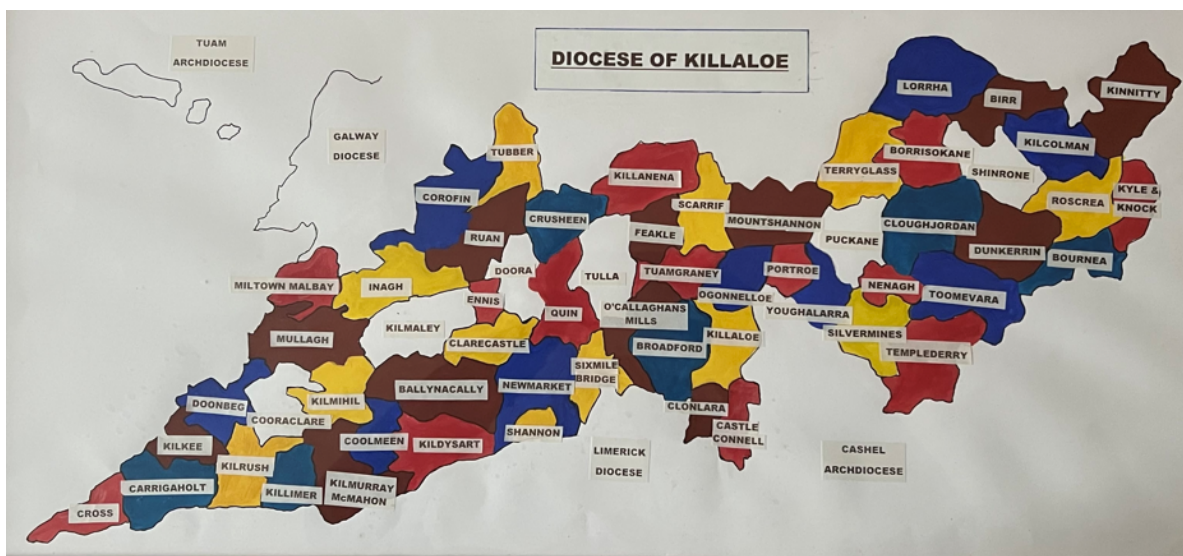 TUAM
ARCHDIOCESE
DIOCESE OF KILLALOE
GALWAY
DIOCESE
LORRHA
BIRR
KINNITTY
KILCOLMAN
BORRISOKANE
SHINRONE
TERRYGLASS
TUBBER
COROFIN
KILLANENA
CRUSHEEN
SCARRIF
MOUNTSHANNON
FEAKLE
RUAN
PUCKANE
CLOUGHJORDAN
DUNKERRIN
ROSCREA
KYLE &
KNOCK
BOURNEA
MILTOWN MALBAY
INAGH
DOORA
ENNIS
QUIN
TULLA
TUAMGRANEY
OGONNELLOE
PORTROE
YOUGHALARRA
NENAGH
TOOMEVARA
SILVERMINES
TEMPLEDERRY
MULLAGH
KILMALEY
CLARECASTLE
O'CALLAGHANS
MILLS
BROADFORD
KILLALOE
SIXMILE
BRIDGE
NEWMARKET
BALLYNACALLY
KILMIHIL
DOONBEG
COORACLARE
COOLMEEN
KILDYSART
SHANNON
CLONLARA
CASTLE
CONNELL
LIMERICK
DIOCESE
CASHEL
ARCHDIOCESE
KILKEE
KILRUSH
CARRIGAHOLT
KILLIMER
KILMURRAY
McMAHON
CROSS